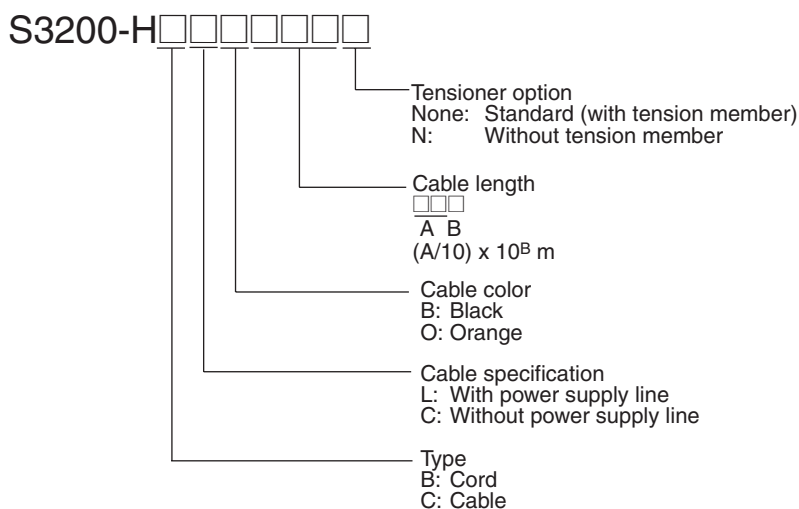 S3200-H□□□□□□□
Tensioner option
None: Standard (with tension member)
N: Without tension member
Cable length
□□□
A B
(A/10) x 10ᴮ m
Cable color
B: Black
O: Orange
Cable specification
L: With power supply line
C: Without power supply line
Type
B: Cord
C: Cable